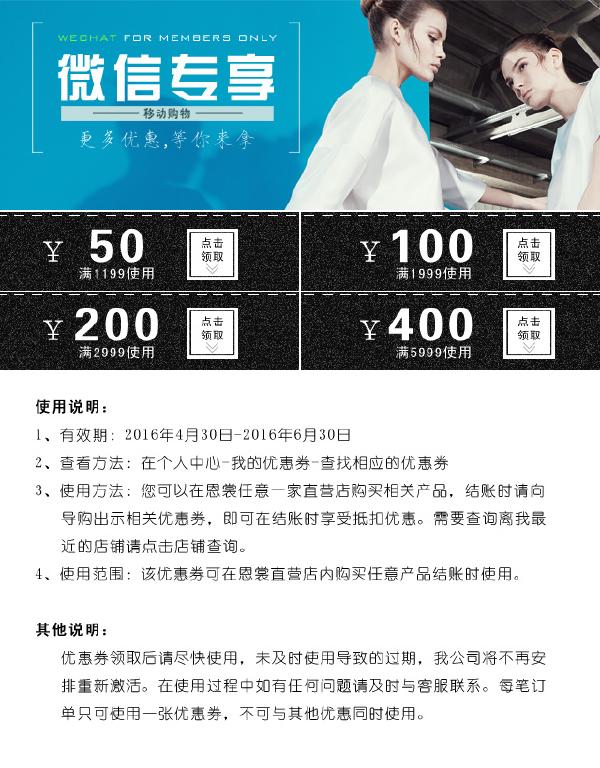 WECHAT FOR MEMBERS ONLY
微信专享
移动购物
更多优惠,等你来拿
¥ 50
满1199使用
点击
领取
¥ 100
满1999使用
点击
领取
¥ 200
满2999使用
点击
领取
¥ 400
满5999使用
点击
领取
使用说明：
1、有效期：2016年4月30日-2016年6月30日
2、查看方法：在个人中心-我的优惠券-查找相应的优惠券
3、使用方法：您可以在恩裳任意一家直营店购买相关产品，结账时请向
导购出示相关优惠券，即可在结账时享受抵扣优惠。需要查询离我最
近的店铺请点击店铺查询。
4、使用范围：该优惠券可在恩裳直营店内购买任意产品结账时使用。
其他说明：
优惠券领取后请尽快使用，未及时使用导致的过期，我公司将不再安
排重新激活。在使用过程中如有任何问题请及时与客服联系。每笔订
单只可使用一张优惠券，不可与其他优惠同时使用。